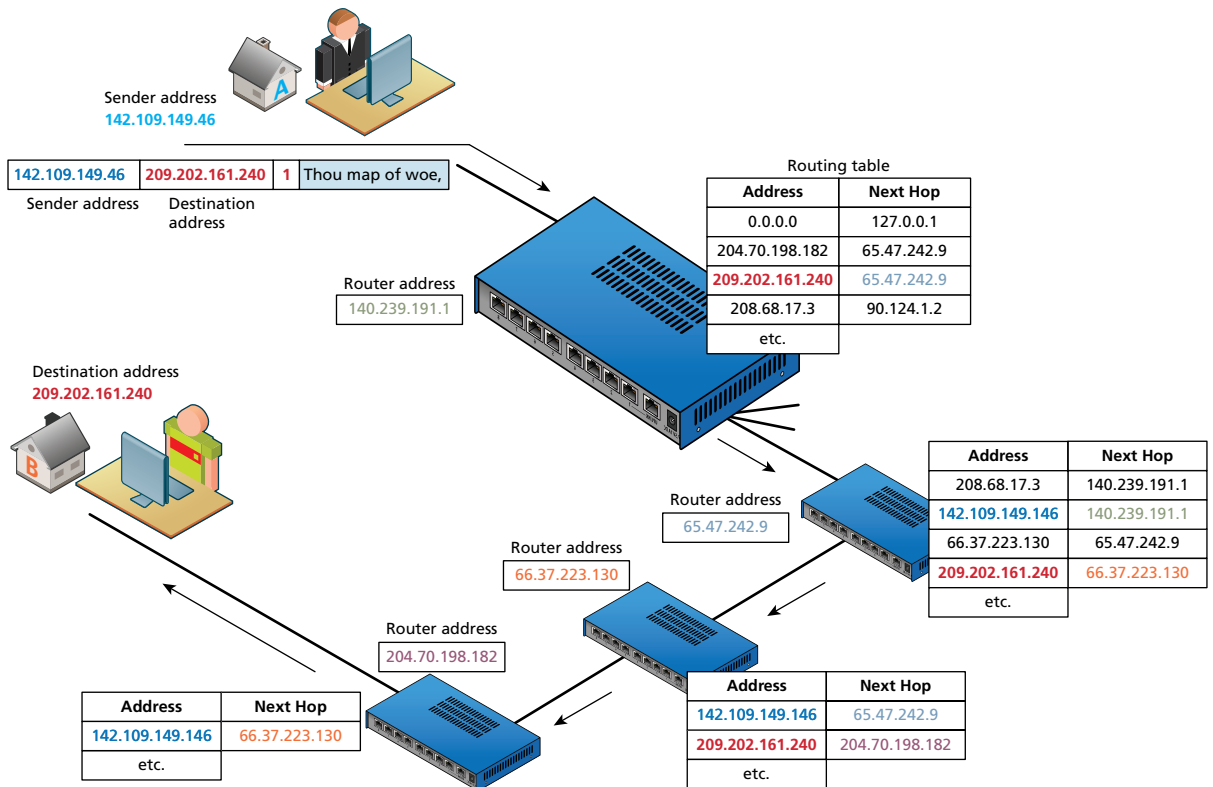 A
Sender address
142.109.149.46
142.109.149.46 209.202.161.240 1 Thou map of woe,
Sender address Destination
address
Routing table
Address Next Hop
0.0.0.0 127.0.0.1
204.70.198.182 65.47.242.9
209.202.161.240 65.47.242.9
208.68.17.3 90.124.1.2
etc.
Router address
140.239.191.1
Destination address
209.202.161.240
B
Router address
65.47.242.9
Address Next Hop
208.68.17.3 140.239.191.1
142.109.149.146 140.239.191.1
66.37.223.130 65.47.242.9
209.202.161.240 66.37.223.130
etc.
Router address
66.37.223.130
Address Next Hop
142.109.149.146 65.47.242.9
209.202.161.240 204.70.198.182
etc.
Router address
204.70.198.182
Address Next Hop
142.109.149.146 66.37.223.130
etc.